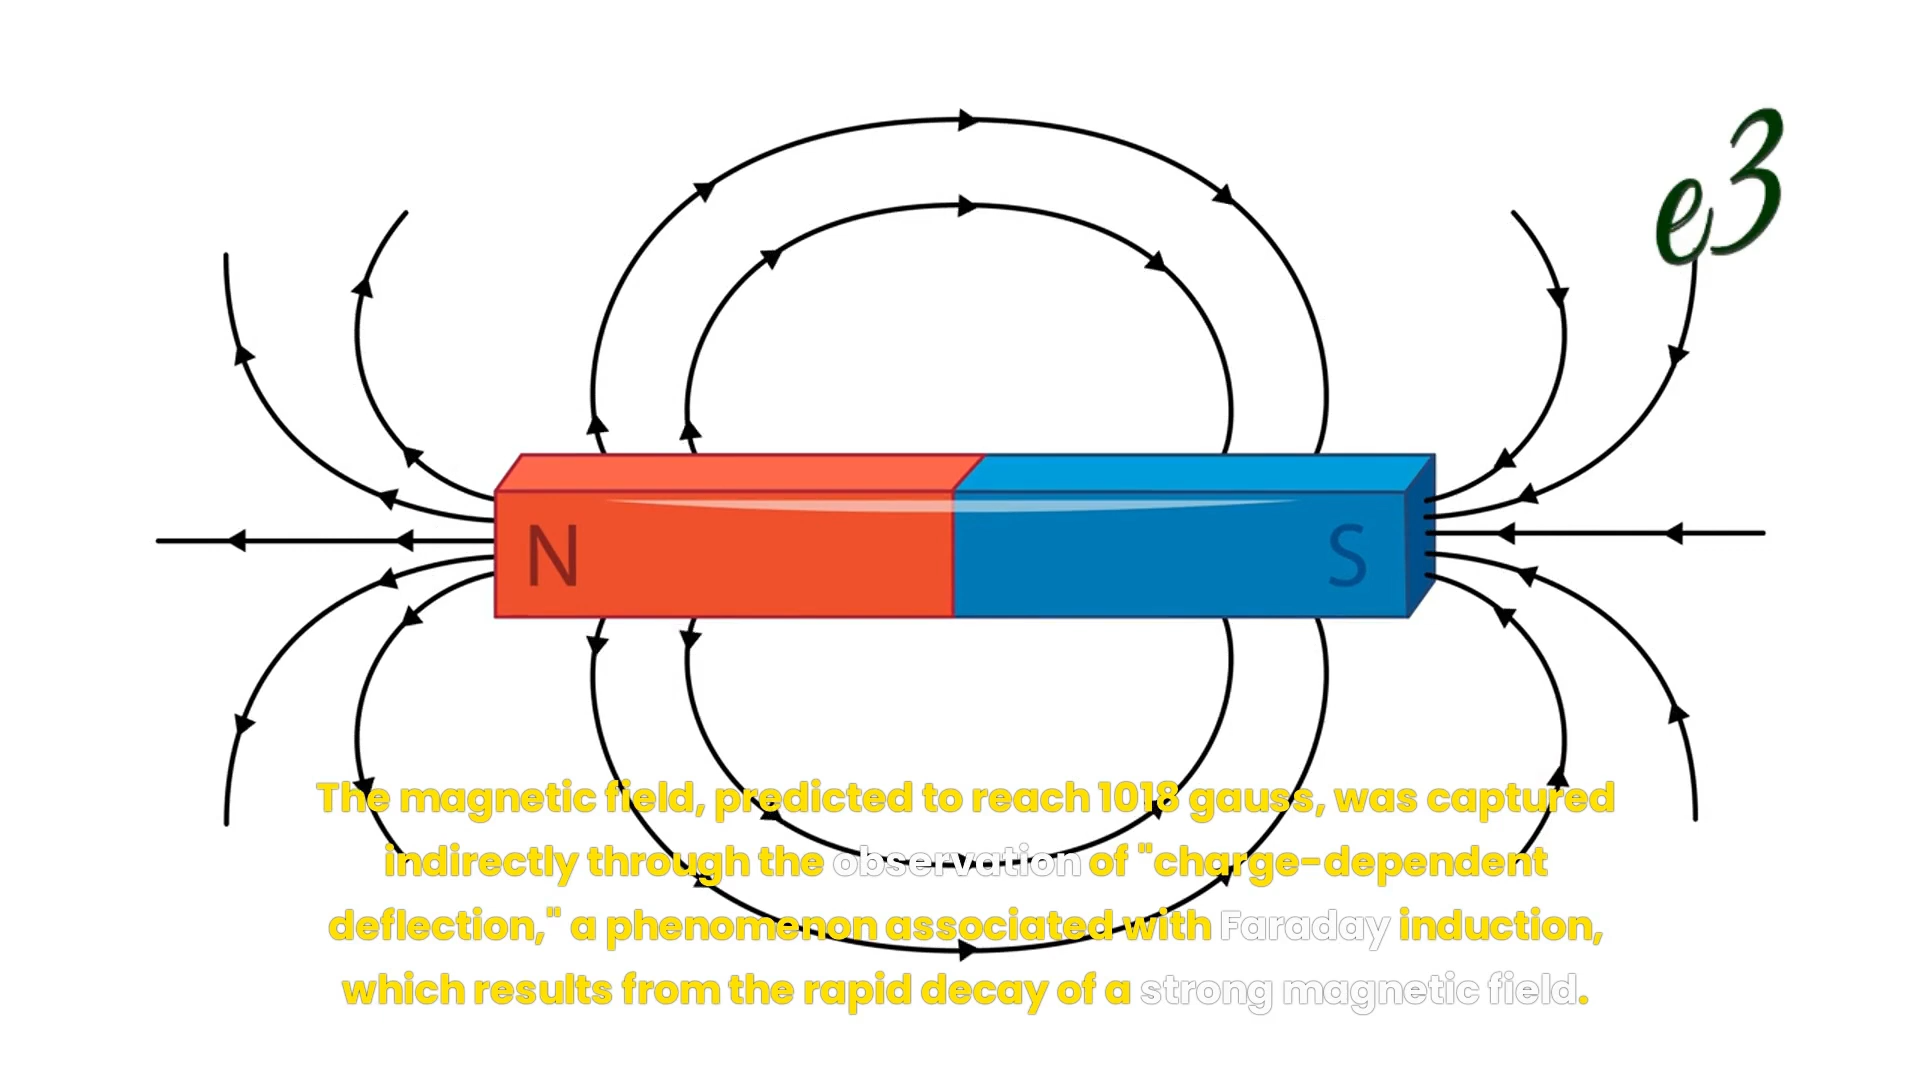 e3
N
S
The magnetic field, predicted to reach 1018 gauss, was captured
indirectly through the observation of "charge-dependent
deflection," a phenomenon associated with Faraday induction,
which results from the rapid decay of a strong magnetic field.